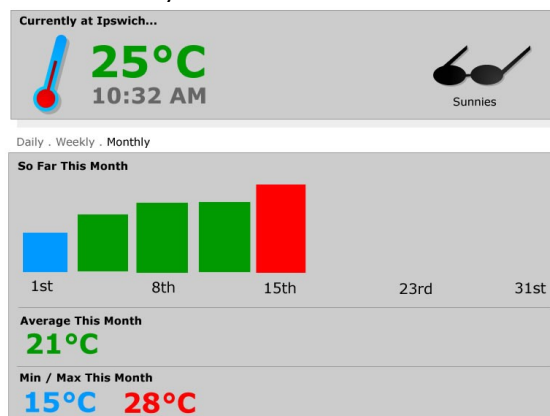 Currently at Ipswich...
25°C
10:32 AM
Sunnies
Daily . Weekly . Monthly
So Far This Month
1st 8th 15th 23rd 31st
Average This Month
21°C
Min / Max This Month
15°C 28°C